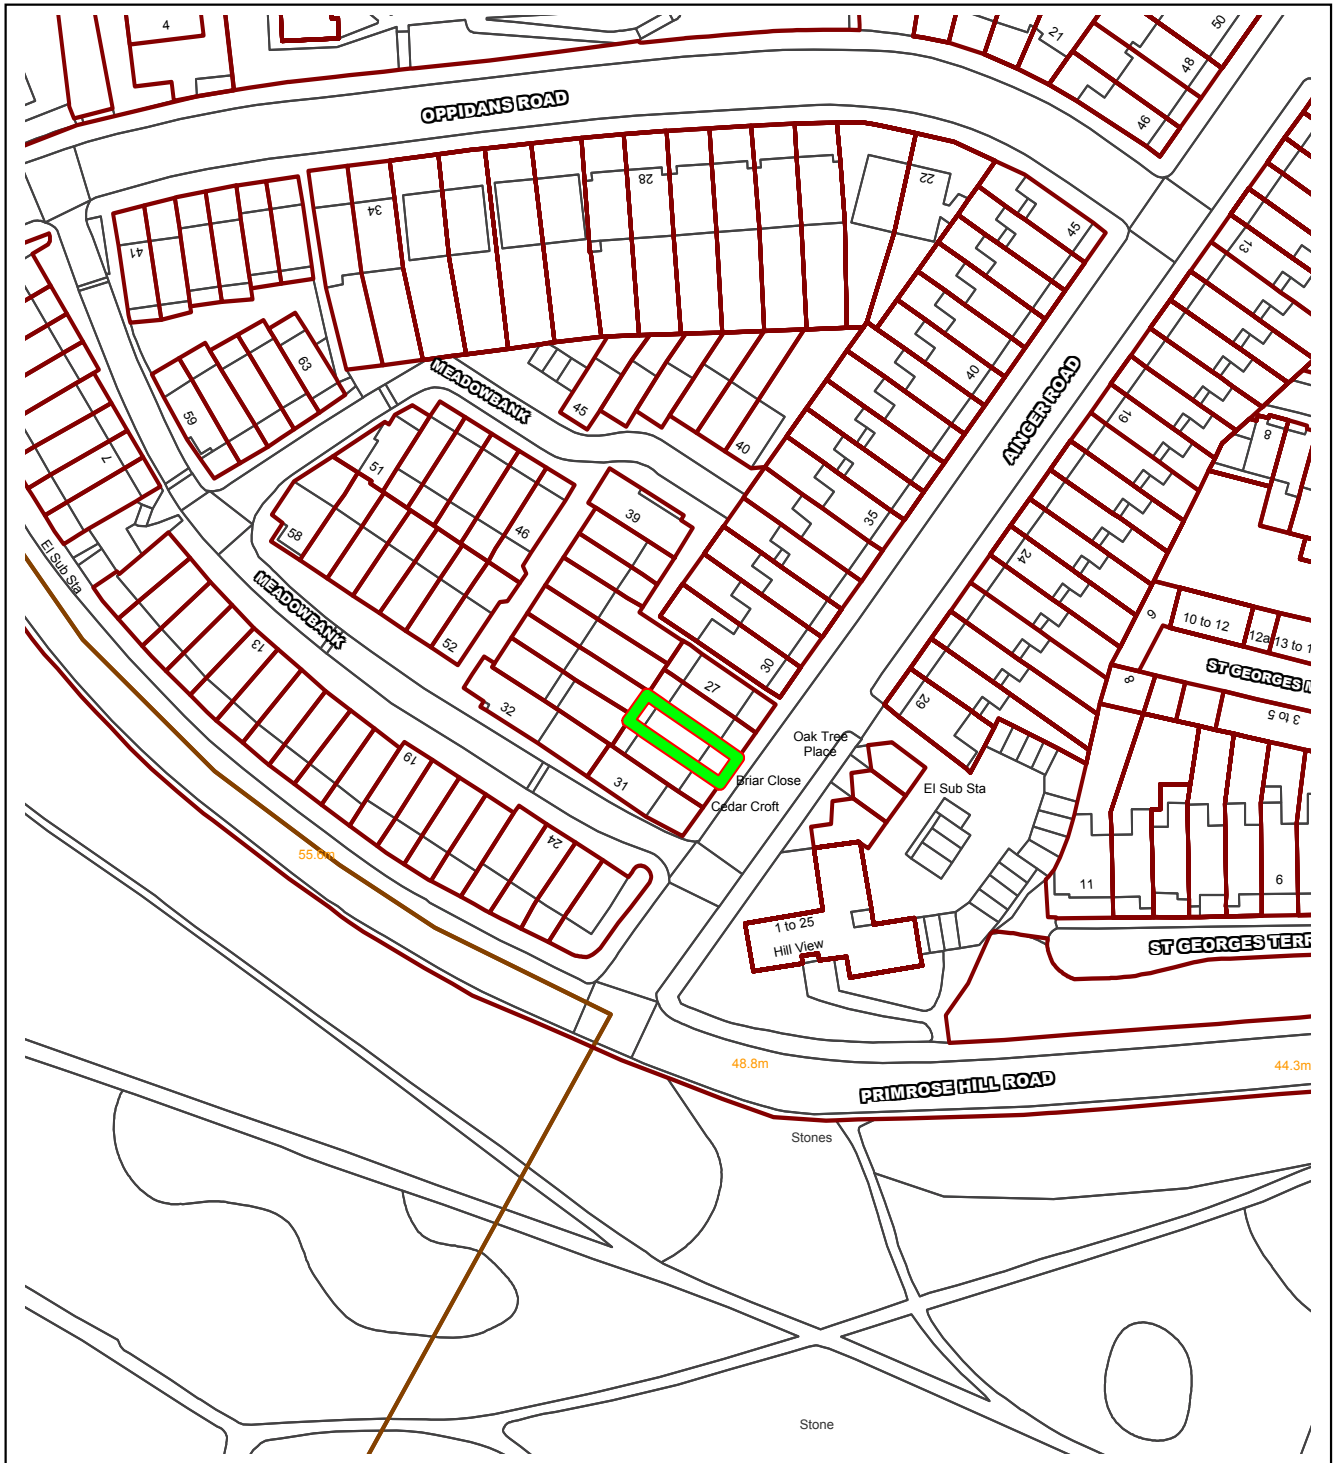 4
21
50
48
46
OPPIDANS ROAD
28
22
34
41
45
13
63
59
MEADOWBANK
45
40
40
AINGER ROAD
19
8
7
51
46
39
35
58
El Sub Sta
MEADOWBANK
24
9
10 to 12
12a
13 to 1
13
52
30
ST GEORGES M
27
8
32
29
3 to 5
Oak Tree
Place
19
31
Briar Close
El Sub Sta
Cedar Croft
24
55.6m
11
6
1 to 25
Hill View
ST GEORGES TERR
48.8m
44.3m
PRIMROSE HILL ROAD
Stones
Stone